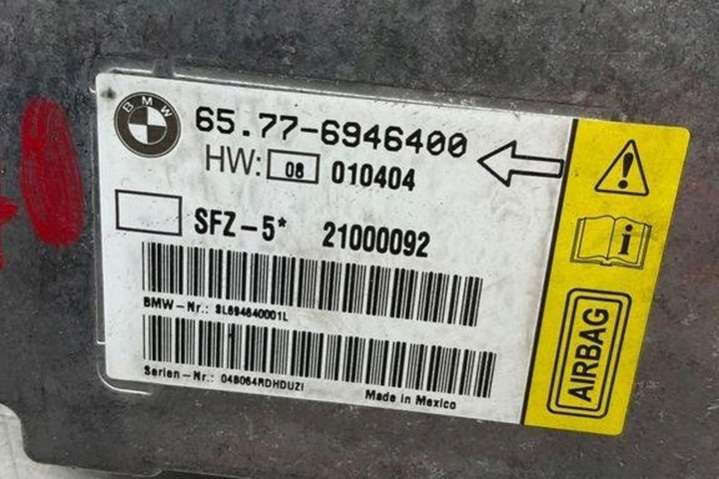 BMW
65.77-6946400
HW: 08 010404
SFZ-5* 21000092
BMW-Nr.: SL694640001L
Serien-Nr.: 048064RDHDUZI
Made in Mexico
AIRBAG